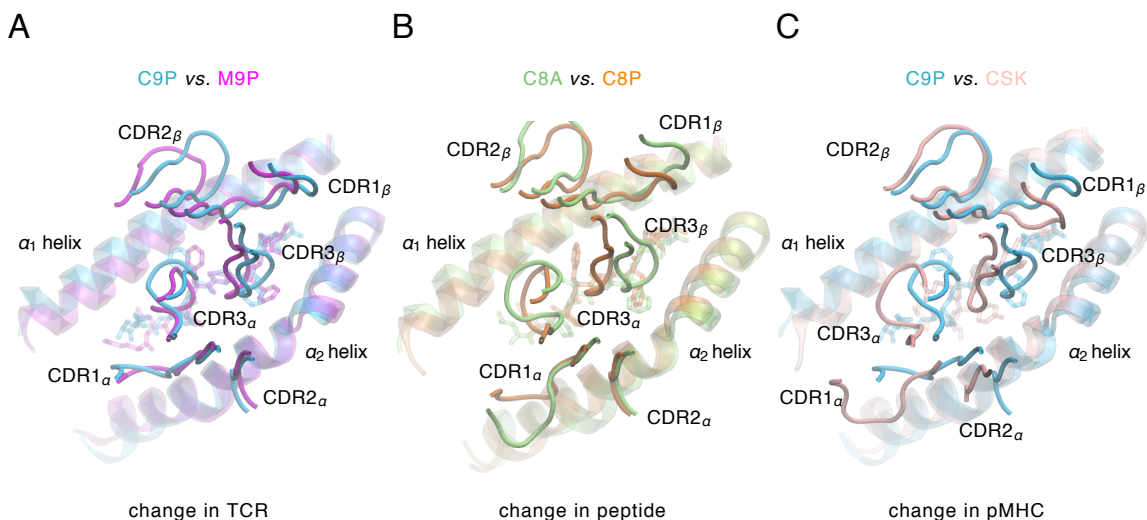 A
C9P vs. M9P
CDR2β
CDR1β
α1 helix
CDR3β
CDR3α
α2 helix
CDR1α
CDR2α
change in TCR
B
C8A vs. C8P
CDR1β
CDR2β
CDR3β
α1 helix
CDR3α
α2 helix
CDR1α
CDR2α
change in peptide
C
C9P vs. CSK
CDR2β
CDR1β
α1 helix
CDR3β
CDR3α
α2 helix
CDR1α
CDR2α
change in pMHC